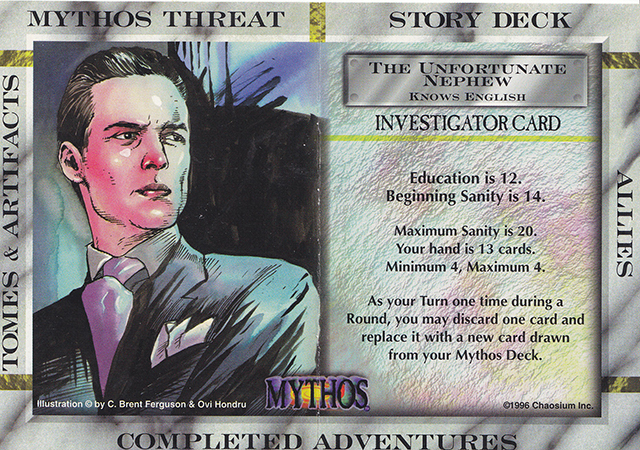 MYTHOS THREAT
STORY DECK
TOMES & ARTIFACTS
THE UNFORTUNATE
NEPHEW
KNOWS ENGLISH
INVESTIGATOR CARD
Education is 12.
Beginning Sanity is 14.
Maximum Sanity is 20.
Your hand is 13 cards.
Minimum 4, Maximum 4.
As your Turn one time during a
Round, you may discard one card and
replace it with a new card drawn
from your Mythos Deck.
ALLIES
Illustration © by C. Brent Ferguson & Ovi Hondru
MYTHOS
©1996 Chaosium Inc.
COMPLETED ADVENTURES